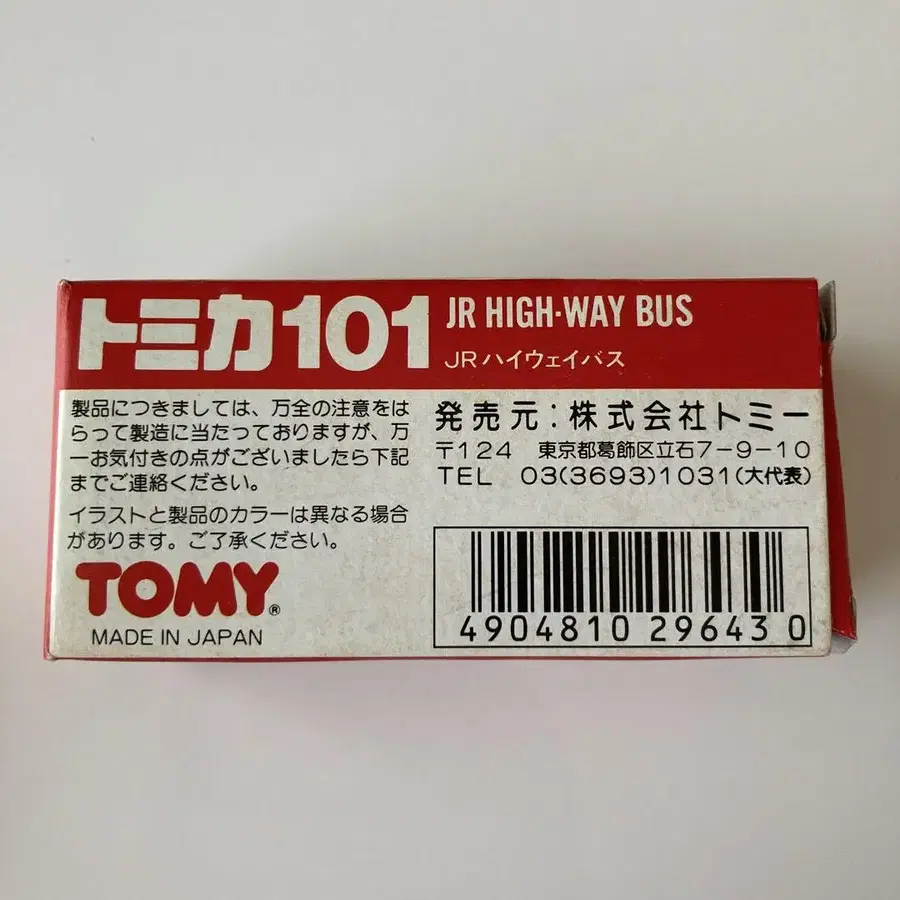 トミカ101
JR HIGH·WAY BUS
JRハイウェイバス
製品につきましては、万全の注意をは
らって製造に当たっておりますが、万
一お気付きの点がございましたら下記
までご連絡ください。
イラストと製品のカラーは異なる場合
があります。ご了承ください。
TOMY®
MADE IN JAPAN
発売元：株式会社トミー
〒124 東京都葛飾区立石7-9-10
TEL 03(3693)1031(大代表)
4904810 296430